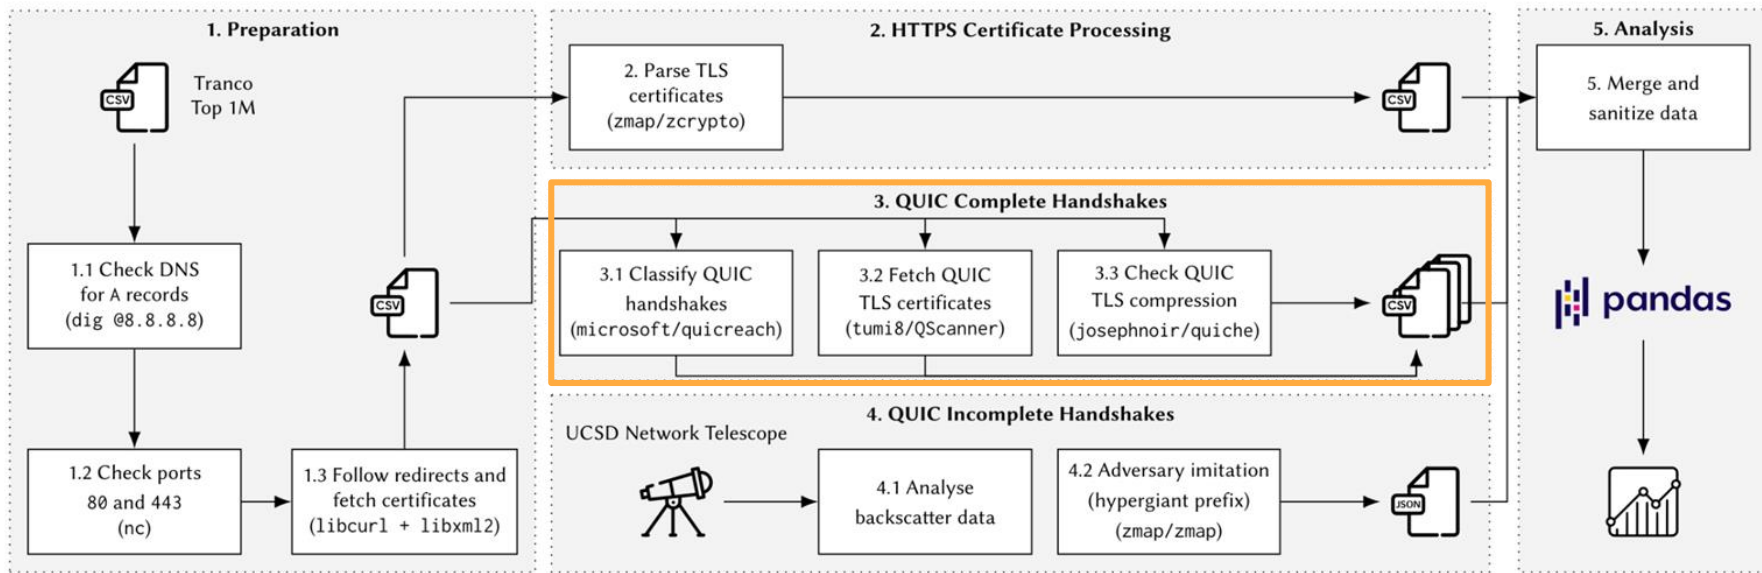 1. Preparation
CSV
Tranco
Top 1M
1.1 Check DNS
for A records
(dig @8.8.8.8)
1.2 Check ports
80 and 443
(nc)
1.3 Follow redirects and
fetch certificates
(libcurl + libxml2)
CSV
2. HTTPS Certificate Processing
2. Parse TLS
certificates
(zmap/zcrypto)
CSV
3. QUIC Complete Handshakes
3.1 Classify QUIC
handshakes
(microsoft/quicreach)
3.2 Fetch QUIC
TLS certificates
(tumi8/QScanner)
3.3 Check QUIC
TLS compression
(josephnoir/quiche)
CSV
4. QUIC Incomplete Handshakes
UCSD Network Telescope
4.1 Analyse
backscatter data
4.2 Adversary imitation
(hypergiant prefix)
(zmap/zmap)
JSON
5. Analysis
5. Merge and
sanitize data
pandas